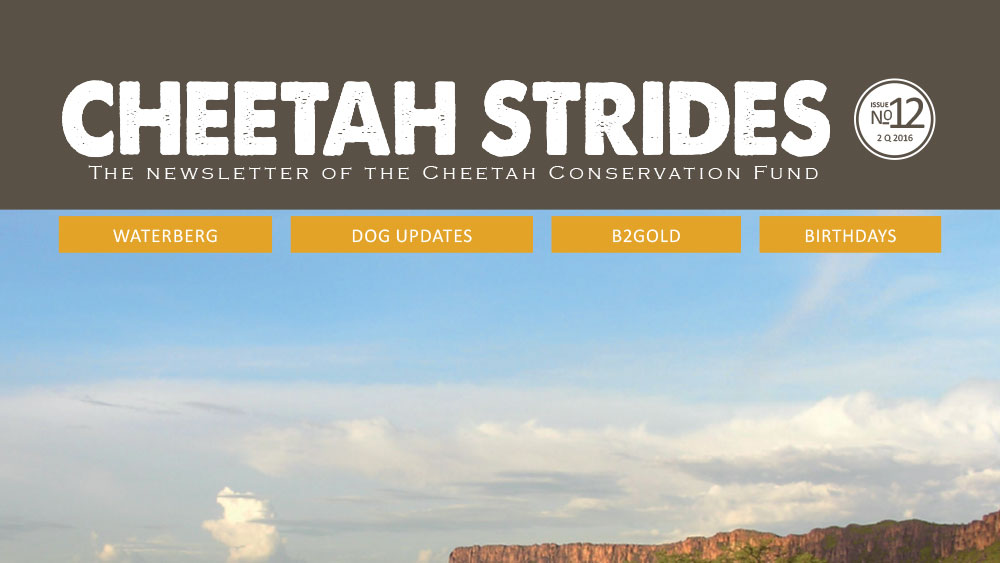 CHEETAH STRIDES
ISSUE
No 12
2 Q 2016
THE NEWSLETTER OF THE CHEETAH CONSERVATION FUND
WATERBERG
DOG UPDATES
B2GOLD
BIRTHDAYS